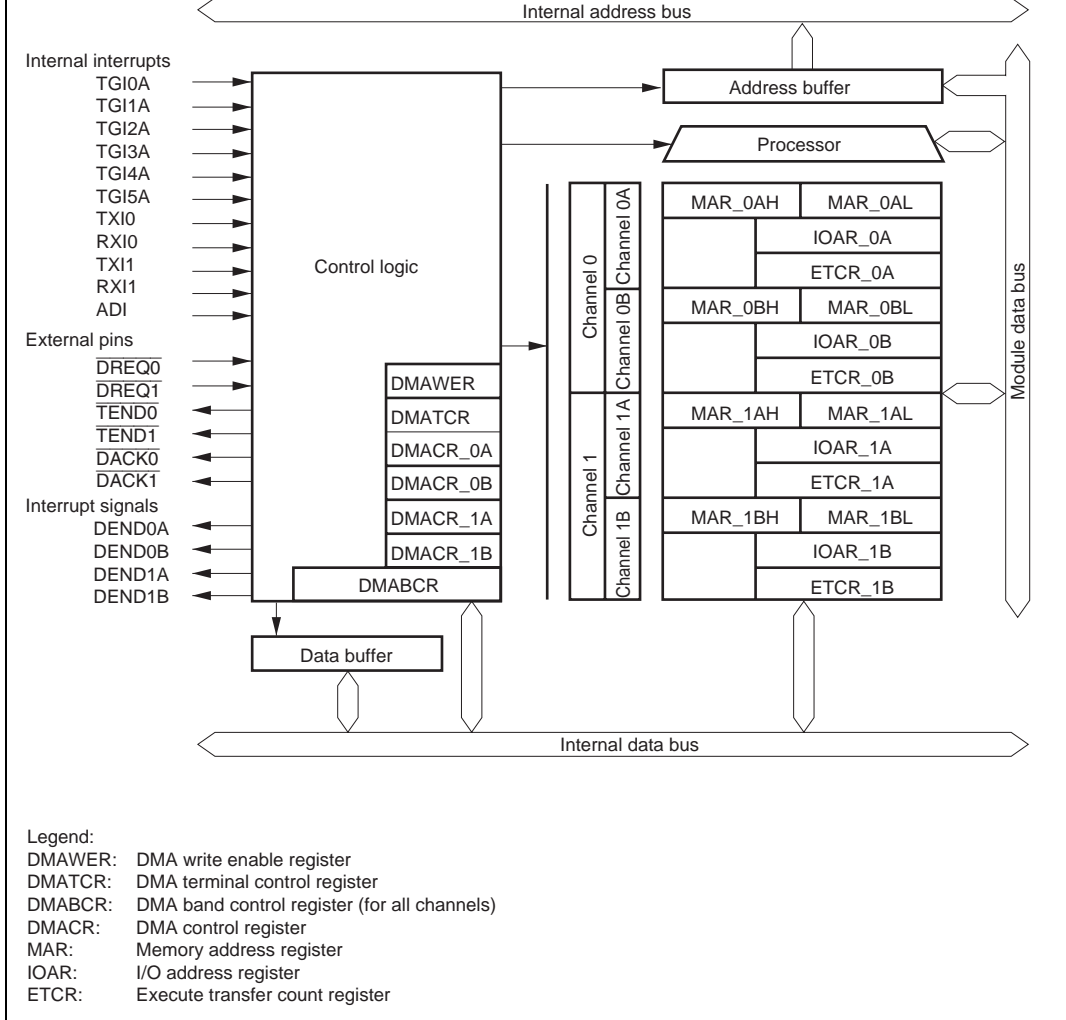 Internal address bus
Internal interrupts
TGI0A
TGI1A
TGI2A
TGI3A
TGI4A
TGI5A
TXI0
RXI0
TXI1
RXI1
ADI
External pins
DREQ0
DREQ1
TEND0
TEND1
DACK0
DACK1
Interrupt signals
DEND0A
DEND0B
DEND1A
DEND1B
Control logic
DMAWER
DMATCR
DMACR_0A
DMACR_0B
DMACR_1A
DMACR_1B
DMABCR
Data buffer
Address buffer
Processor
Channel 0
Channel 0A
Channel 0B
Channel 1
Channel 1A
Channel 1B
MAR_0AH MAR_0AL
IOAR_0A
ETCR_0A
MAR_0BH MAR_0BL
IOAR_0B
ETCR_0B
MAR_1AH MAR_1AL
IOAR_1A
ETCR_1A
MAR_1BH MAR_1BL
IOAR_1B
ETCR_1B
Module data bus
Internal data bus
Legend:
DMAWER: DMA write enable register
DMATCR: DMA terminal control register
DMABCR: DMA band control register (for all channels)
DMACR: DMA control register
MAR: Memory address register
IOAR: I/O address register
ETCR: Execute transfer count register